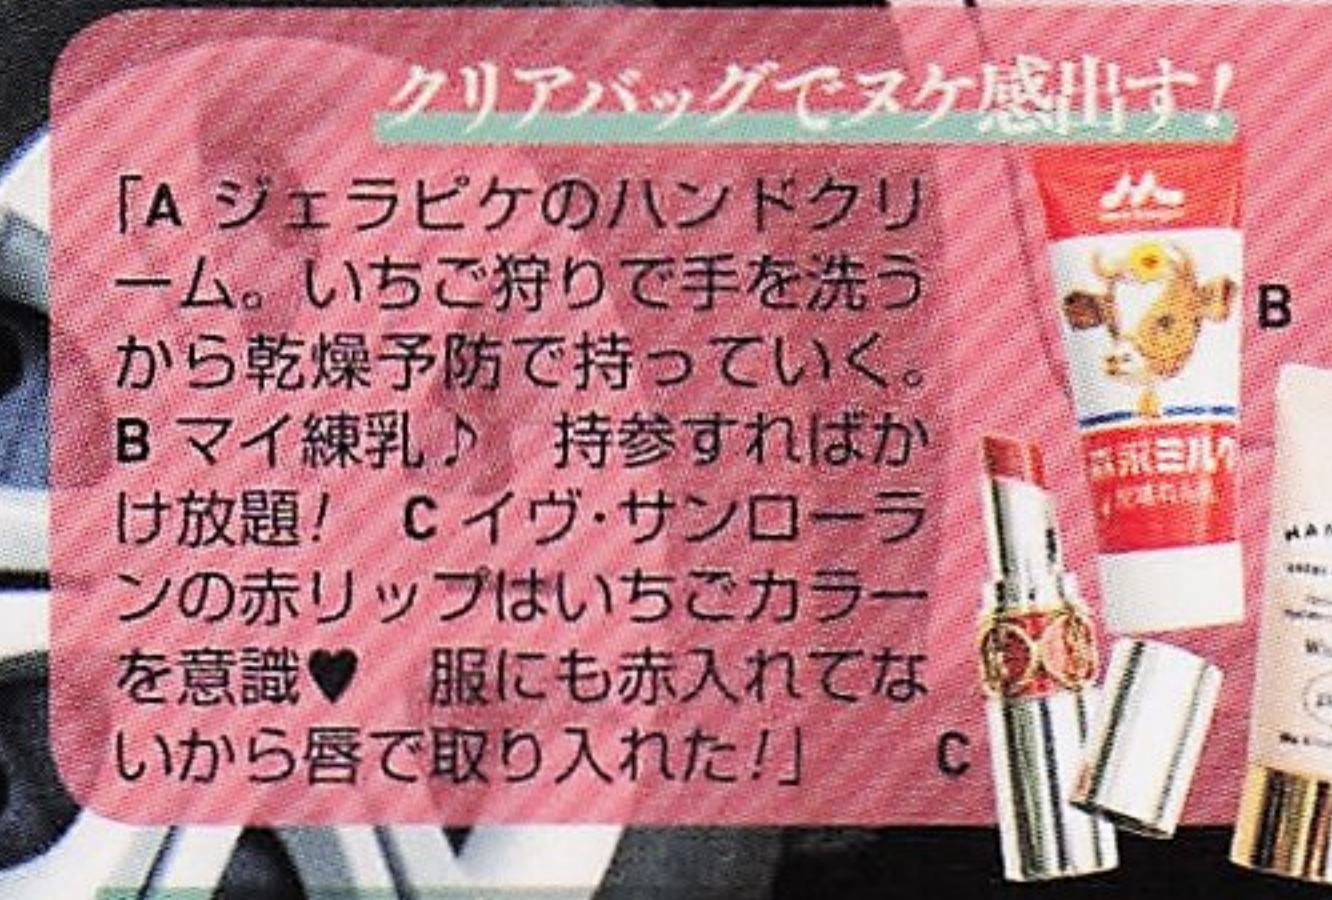 クリアバッグでヌケ感出す!
「A ジェラピケのハンドクリ
ーム。いちご狩りで手を洗う
から乾燥予防で持っていく。
B マイ練乳♪　持参すればか
け放題!　C イヴ・サンローラ
ンの赤リップはいちごカラー
を意識♥　服にも赤入れてな
いから唇で取り入れた!」
B
森永ミルク
C